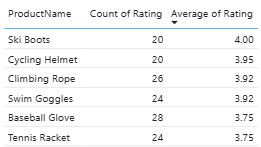 ProductName Count of Rating Average of Rating
Ski Boots 20 4.00
Cycling Helmet 20 3.95
Climbing Rope 26 3.92
Swim Goggles 24 3.92
Baseball Glove 28 3.75
Tennis Racket 24 3.75